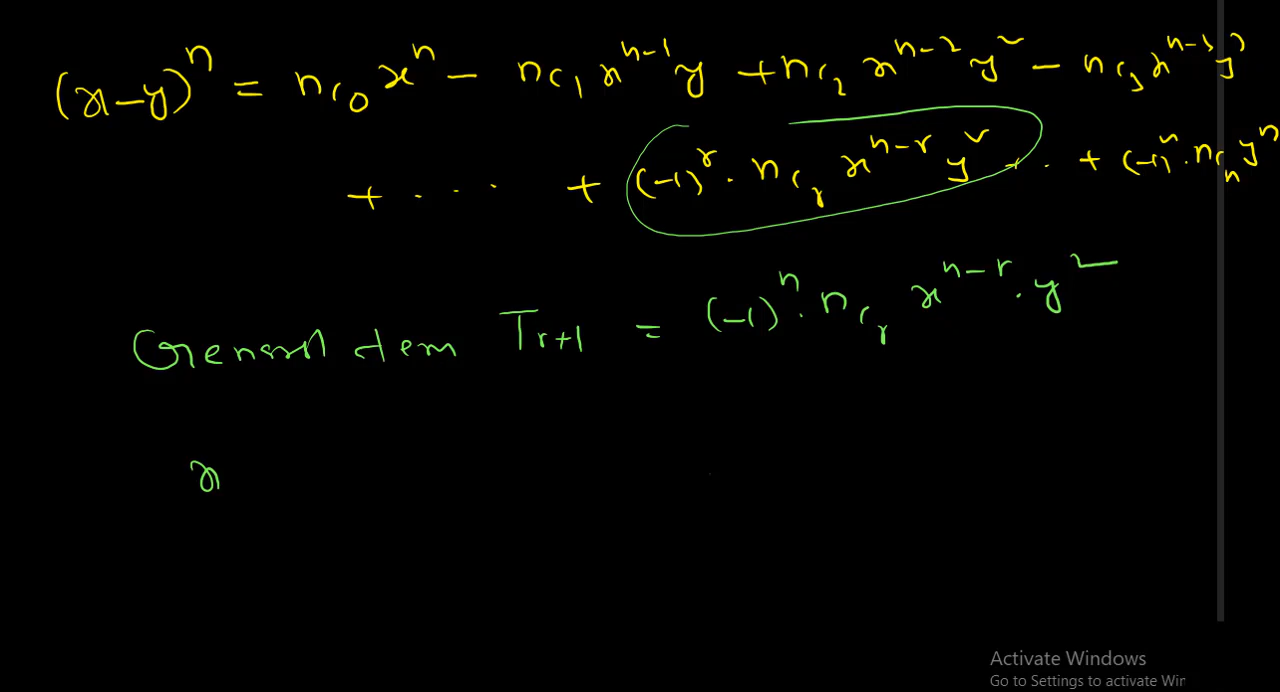 (x-y)^n = nC0 x^n - nC1 x^{n-1} y + nC2 x^{n-2} y^2 - nC3 x^{n-3} y^3
+ .... + (-1)^r . nCr x^{n-r} y^r + .. + (-1)^n . nCn y^n
General term T_{r+1} = (-1)^n . nCr x^{n-r} . y^r
x
Activate Windows
Go to Settings to activate Wir